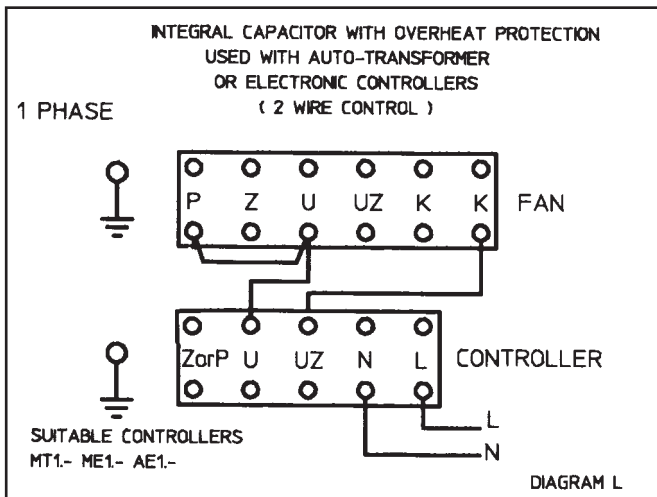 INTEGRAL CAPACITOR WITH OVERHEAT PROTECTION
USED WITH AUTO-TRANSFORMER
OR ELECTRONIC CONTROLLERS
( 2 WIRE CONTROL )
1 PHASE
P Z U UZ K K FAN
ZorP U UZ N L CONTROLLER
L
N
SUITABLE CONTROLLERS
MT1.- ME1.- AE1.-
DIAGRAM L